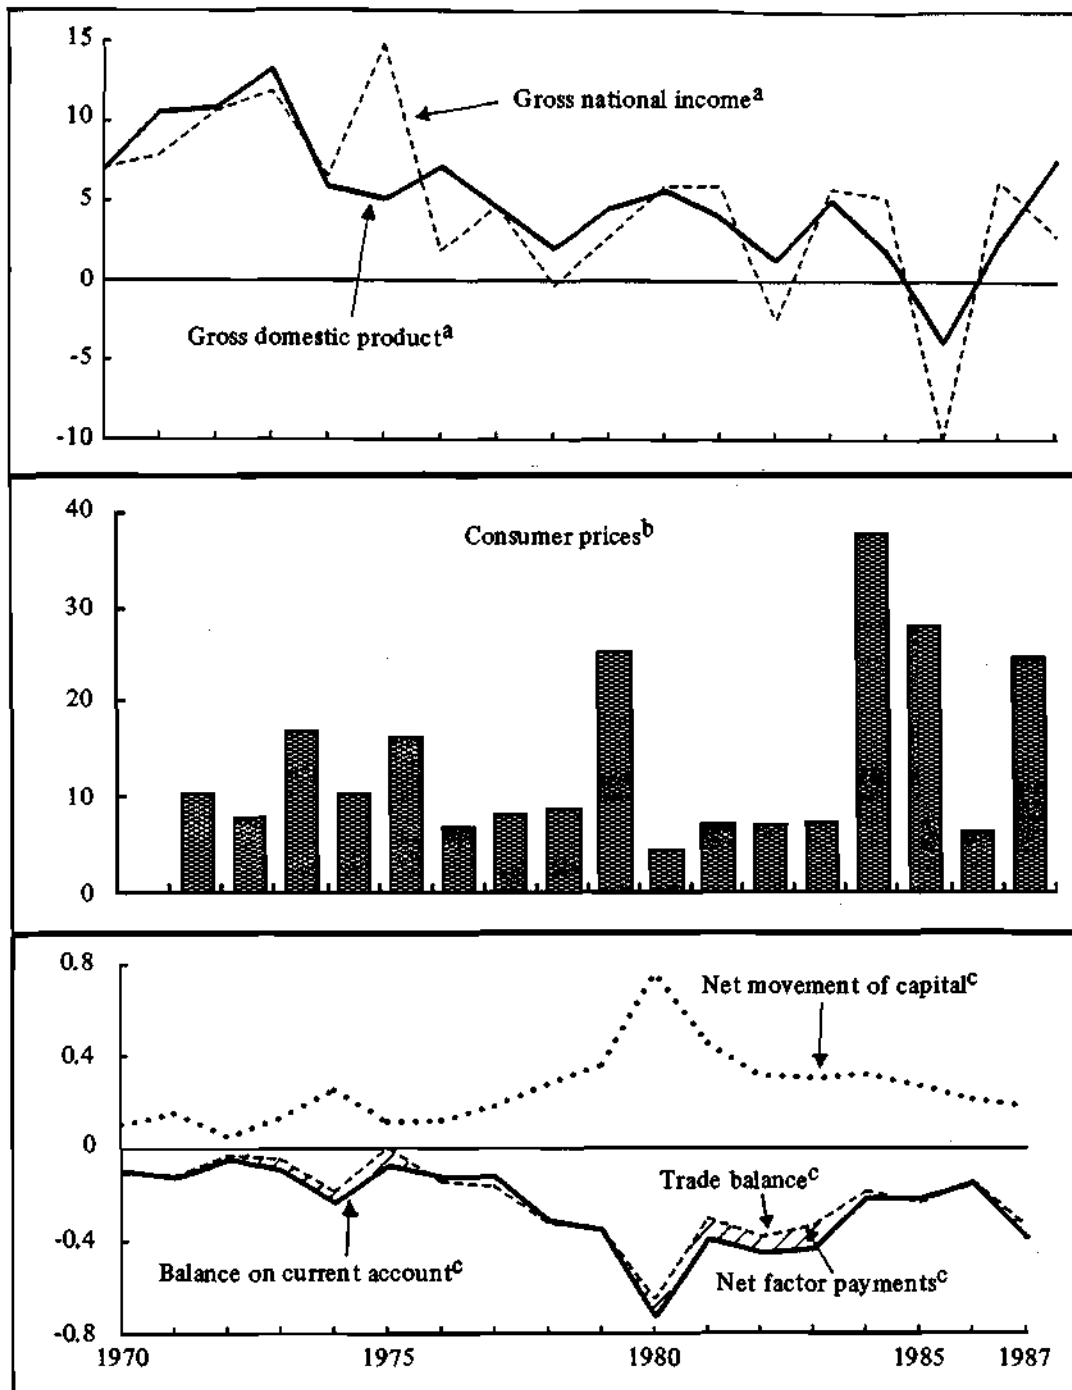 15
Gross national income^a
10
5
0
Gross domestic product^a
-5
-10
40
Consumer prices^b
30
20
10
0
0.8
Net movement of capital^c
0.4
0
Trade balance^c
-0.4
Balance on current account^c
Net factor payments^c
-0.8
1970 1975 1980 1985 1987